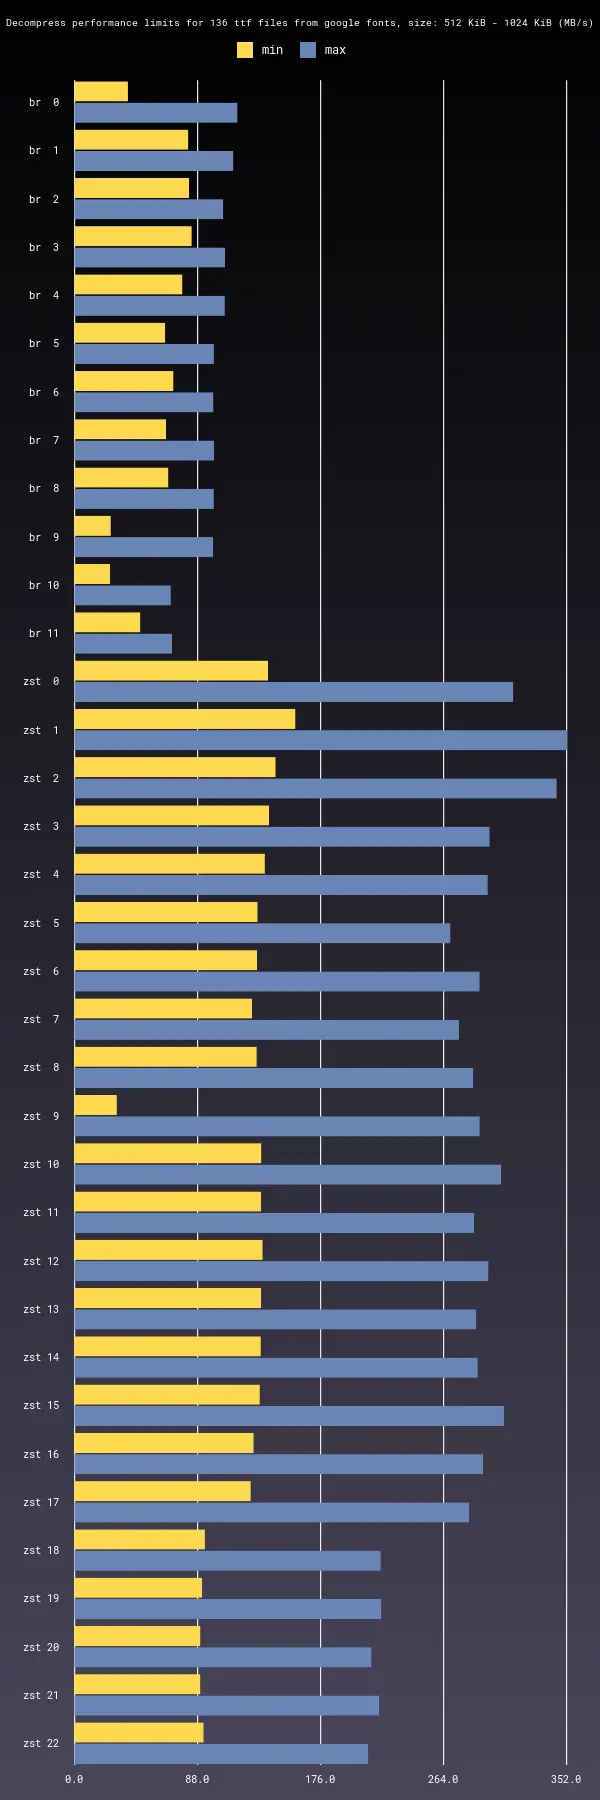 Decompress performance limits for 136 ttf files from google fonts, size: 512 KiB - 1024 KiB (MB/s)
min max
br 0
br 1
br 2
br 3
br 4
br 5
br 6
br 7
br 8
br 9
br 10
br 11
zst 0
zst 1
zst 2
zst 3
zst 4
zst 5
zst 6
zst 7
zst 8
zst 9
zst 10
zst 11
zst 12
zst 13
zst 14
zst 15
zst 16
zst 17
zst 18
zst 19
zst 20
zst 21
zst 22
0.0 88.0 176.0 264.0 352.0